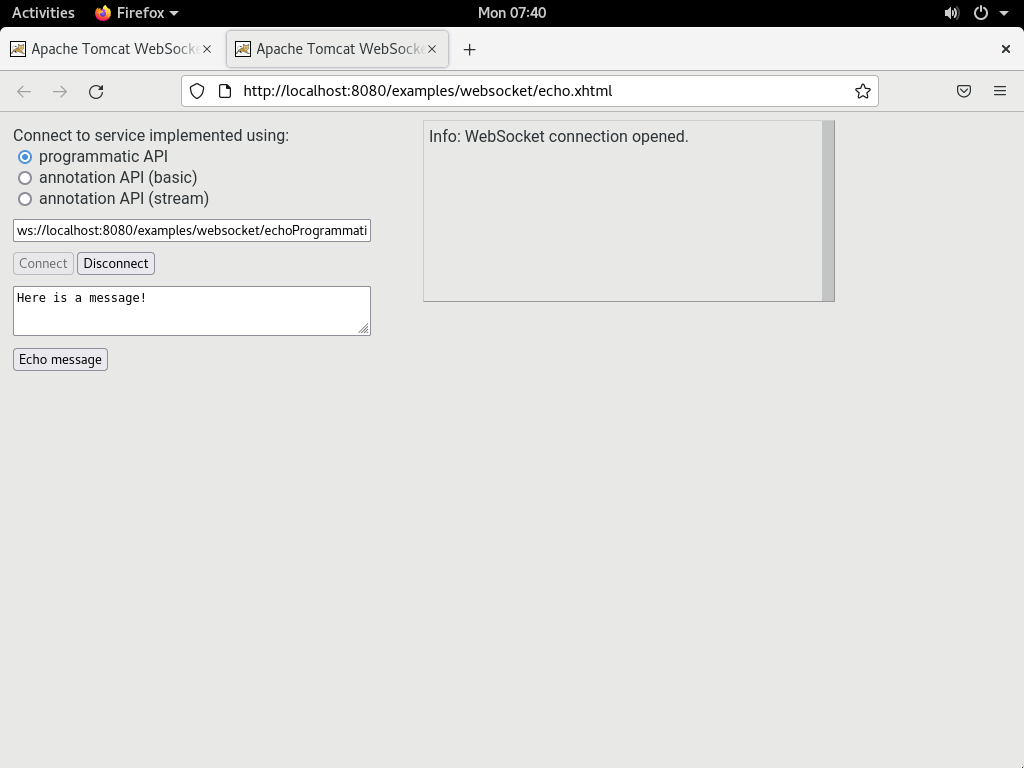 Activities Firefox Mon 07:40
Apache Tomcat WebSocke Apache Tomcat WebSocke
http://localhost:8080/examples/websocket/echo.xhtml
Connect to service implemented using:
programmatic API
annotation API (basic)
annotation API (stream)
ws://localhost:8080/examples/websocket/echoProgrammati
Connect Disconnect
Here is a message!
Echo message
Info: WebSocket connection opened.